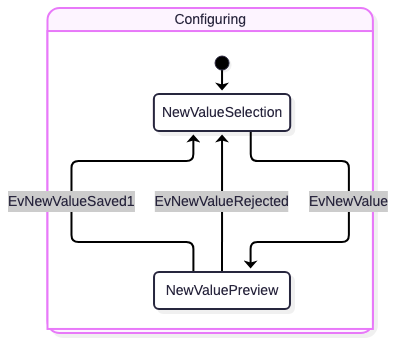 Configuring
NewValueSelection
EvNewValueSaved1
EvNewValueRejected
EvNewValue
NewValuePreview